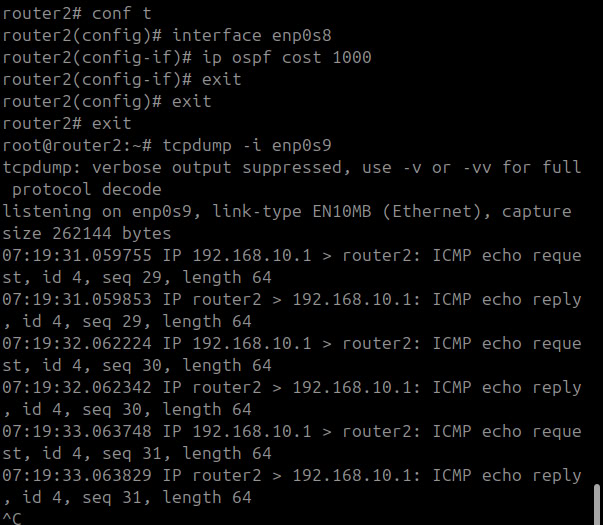 router2# conf t
router2(config)# interface enp0s8
router2(config-if)# ip ospf cost 1000
router2(config-if)# exit
router2(config)# exit
router2# exit
root@router2:~# tcpdump -i enp0s9
tcpdump: verbose output suppressed, use -v or -vv for full
 protocol decode
listening on enp0s9, link-type EN10MB (Ethernet), capture
size 262144 bytes
07:19:31.059755 IP 192.168.10.1 > router2: ICMP echo reque
st, id 4, seq 29, length 64
07:19:31.059853 IP router2 > 192.168.10.1: ICMP echo reply
, id 4, seq 29, length 64
07:19:32.062224 IP 192.168.10.1 > router2: ICMP echo reque
st, id 4, seq 30, length 64
07:19:32.062342 IP router2 > 192.168.10.1: ICMP echo reply
, id 4, seq 30, length 64
07:19:33.063748 IP 192.168.10.1 > router2: ICMP echo reque
st, id 4, seq 31, length 64
07:19:33.063829 IP router2 > 192.168.10.1: ICMP echo reply
, id 4, seq 31, length 64
^C